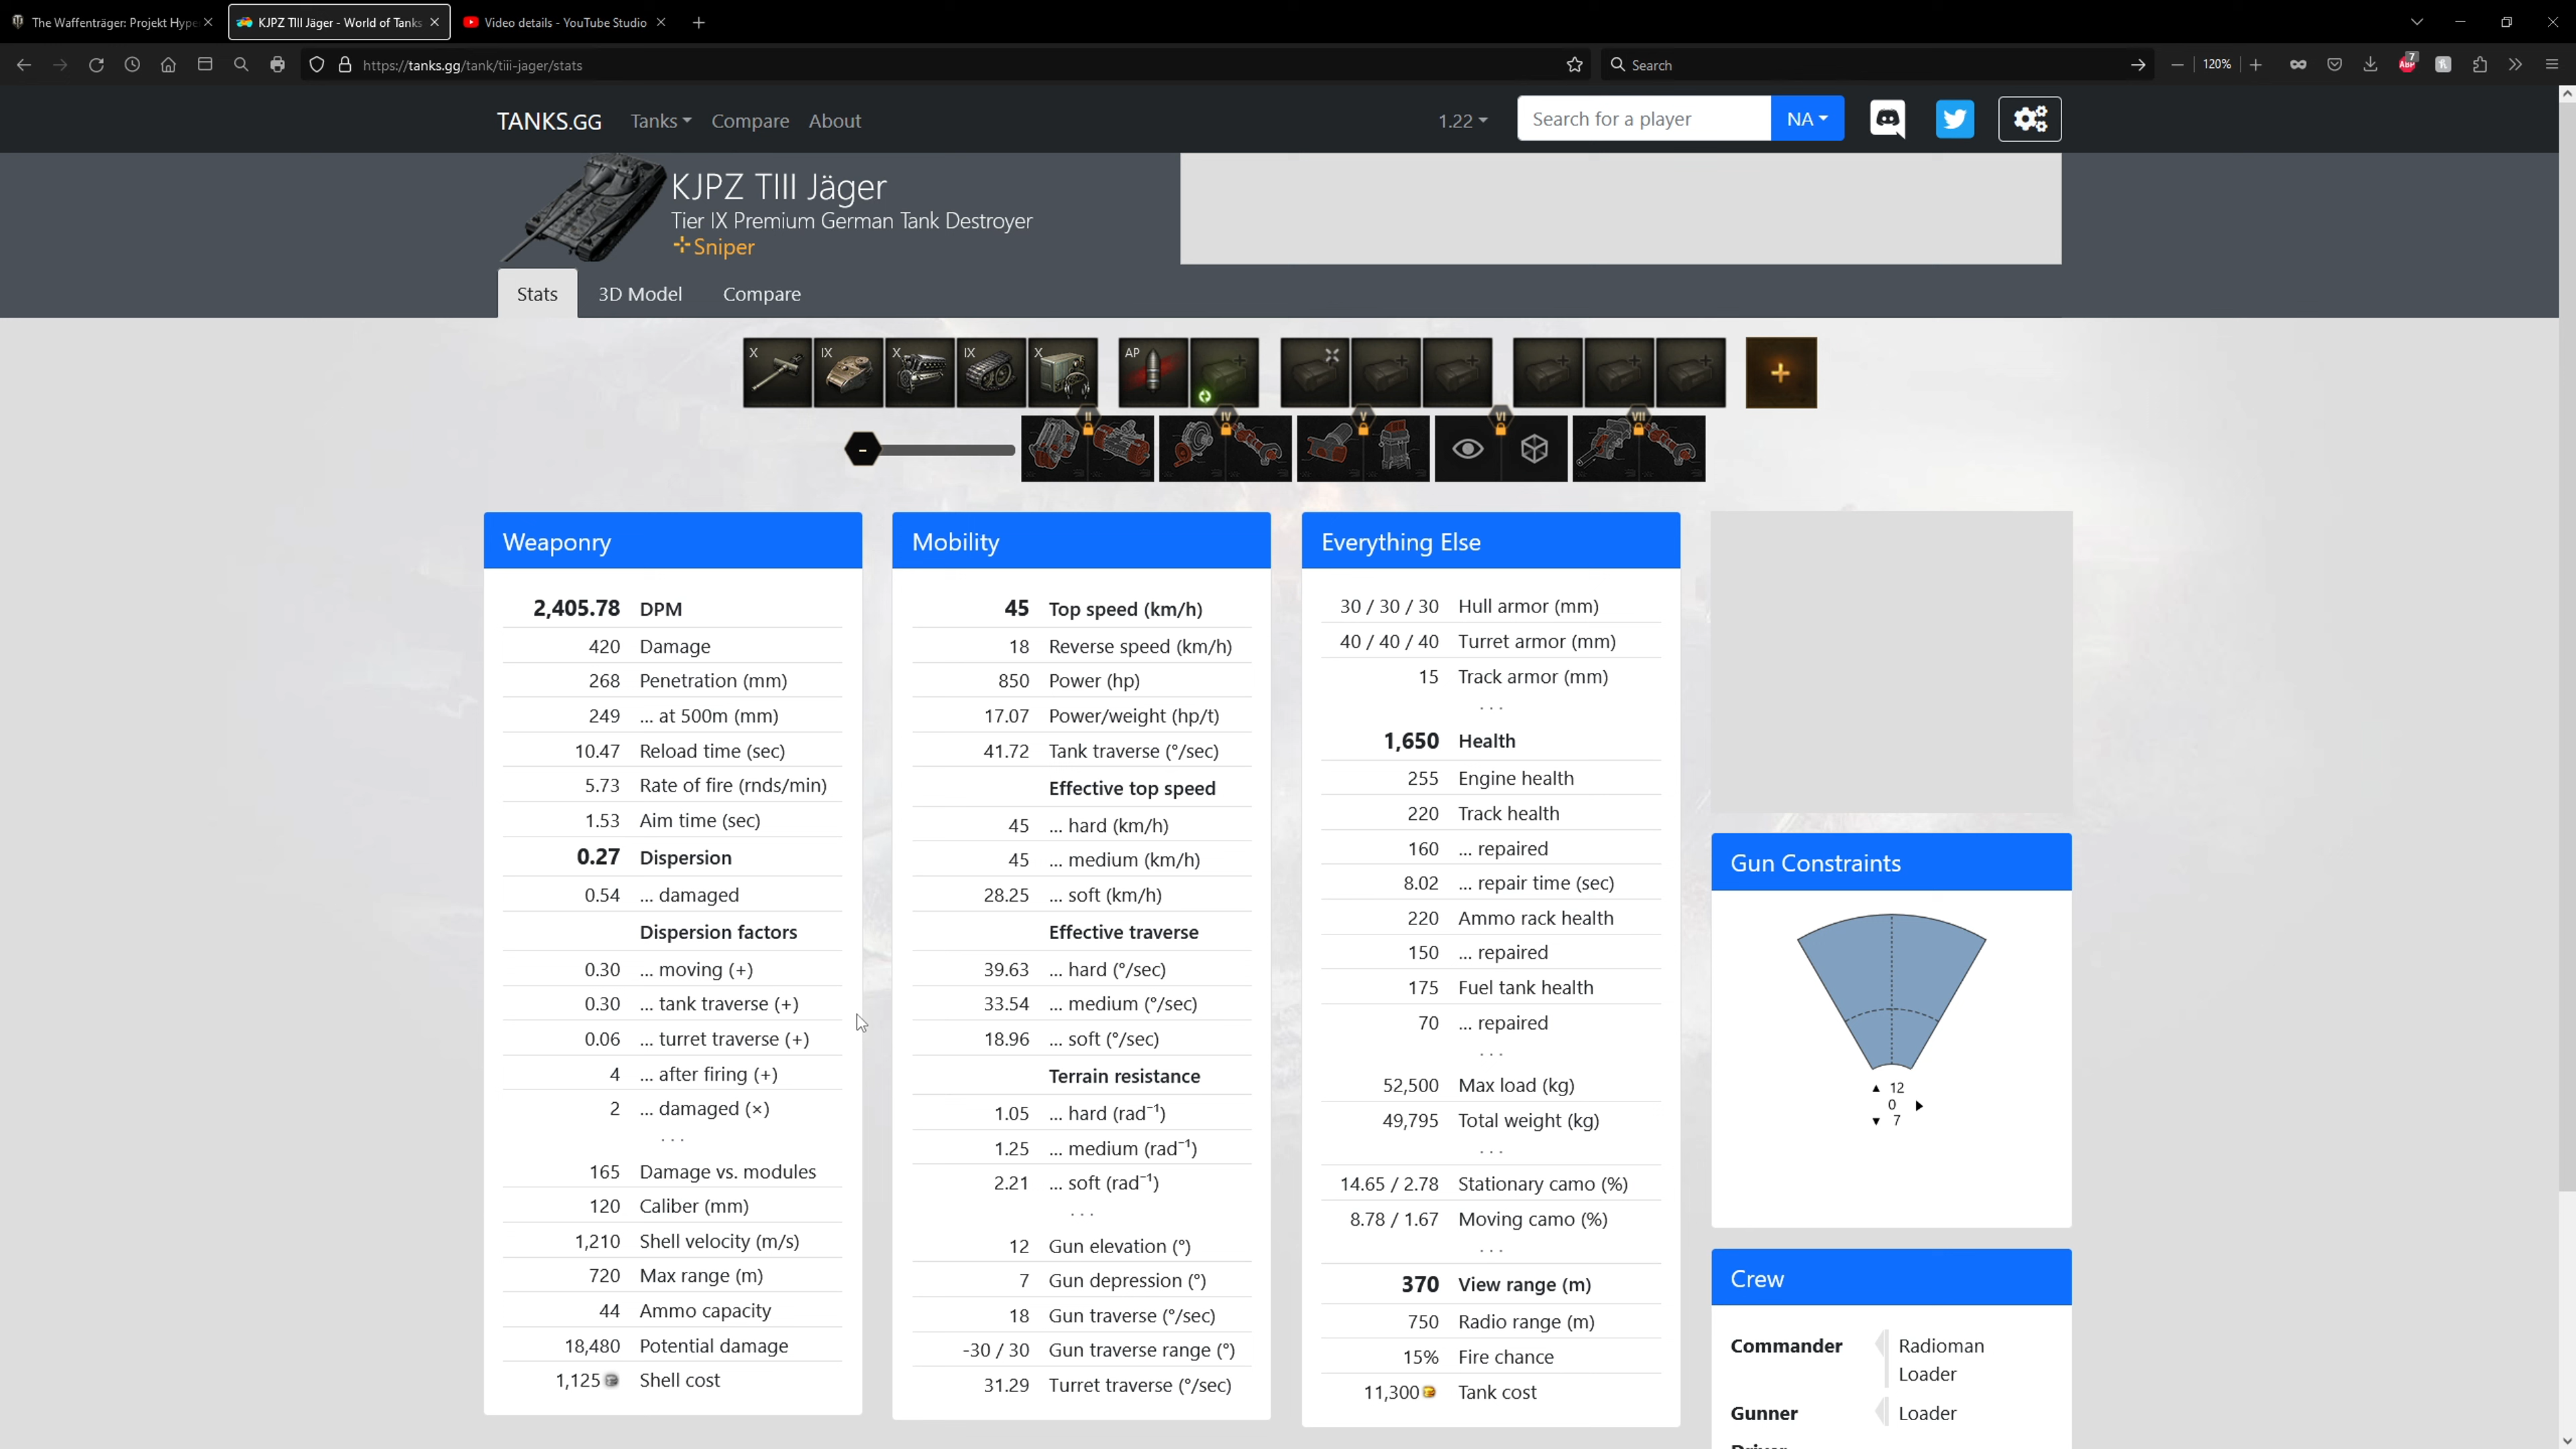 The Waffenträger: Projekt Hype
KJPZ TIII Jäger - World of Tanks
Video details - YouTube Studio
https://tanks.gg/tank/tiii-jager/stats
Search
120%
7
ABP
TANKS.GG
Tanks
Compare
About
1.22
Search for a player
NA
KJPZ TIII Jäger
Tier IX Premium German Tank Destroyer
Sniper
Stats
3D Model
Compare
X
IX
X
IX
X
AP
-
II
IV
V
VI
VII
Weaponry
2,405.78 DPM
420 Damage
268 Penetration (mm)
249 ... at 500m (mm)
10.47 Reload time (sec)
5.73 Rate of fire (rnds/min)
1.53 Aim time (sec)
0.27 Dispersion
0.54 ... damaged
Dispersion factors
0.30 ... moving (+)
0.30 ... tank traverse (+)
0.06 ... turret traverse (+)
4 ... after firing (+)
2 ... damaged (×)
...
165 Damage vs. modules
120 Caliber (mm)
1,210 Shell velocity (m/s)
720 Max range (m)
44 Ammo capacity
18,480 Potential damage
1,125 Shell cost
Mobility
45 Top speed (km/h)
18 Reverse speed (km/h)
850 Power (hp)
17.07 Power/weight (hp/t)
41.72 Tank traverse (°/sec)
Effective top speed
45 ... hard (km/h)
45 ... medium (km/h)
28.25 ... soft (km/h)
Effective traverse
39.63 ... hard (°/sec)
33.54 ... medium (°/sec)
18.96 ... soft (°/sec)
Terrain resistance
1.05 ... hard (rad⁻¹)
1.25 ... medium (rad⁻¹)
2.21 ... soft (rad⁻¹)
...
12 Gun elevation (°)
7 Gun depression (°)
18 Gun traverse (°/sec)
-30 / 30 Gun traverse range (°)
31.29 Turret traverse (°/sec)
Everything Else
30 / 30 / 30 Hull armor (mm)
40 / 40 / 40 Turret armor (mm)
15 Track armor (mm)
...
1,650 Health
255 Engine health
220 Track health
160 ... repaired
8.02 ... repair time (sec)
220 Ammo rack health
150 ... repaired
175 Fuel tank health
70 ... repaired
...
52,500 Max load (kg)
49,795 Total weight (kg)
...
14.65 / 2.78 Stationary camo (%)
8.78 / 1.67 Moving camo (%)
...
370 View range (m)
750 Radio range (m)
15% Fire chance
11,300 Tank cost
Gun Constraints
▲ 12
0 ▶
▼ 7
Crew
Commander Radioman
Loader
Gunner Loader
Driver